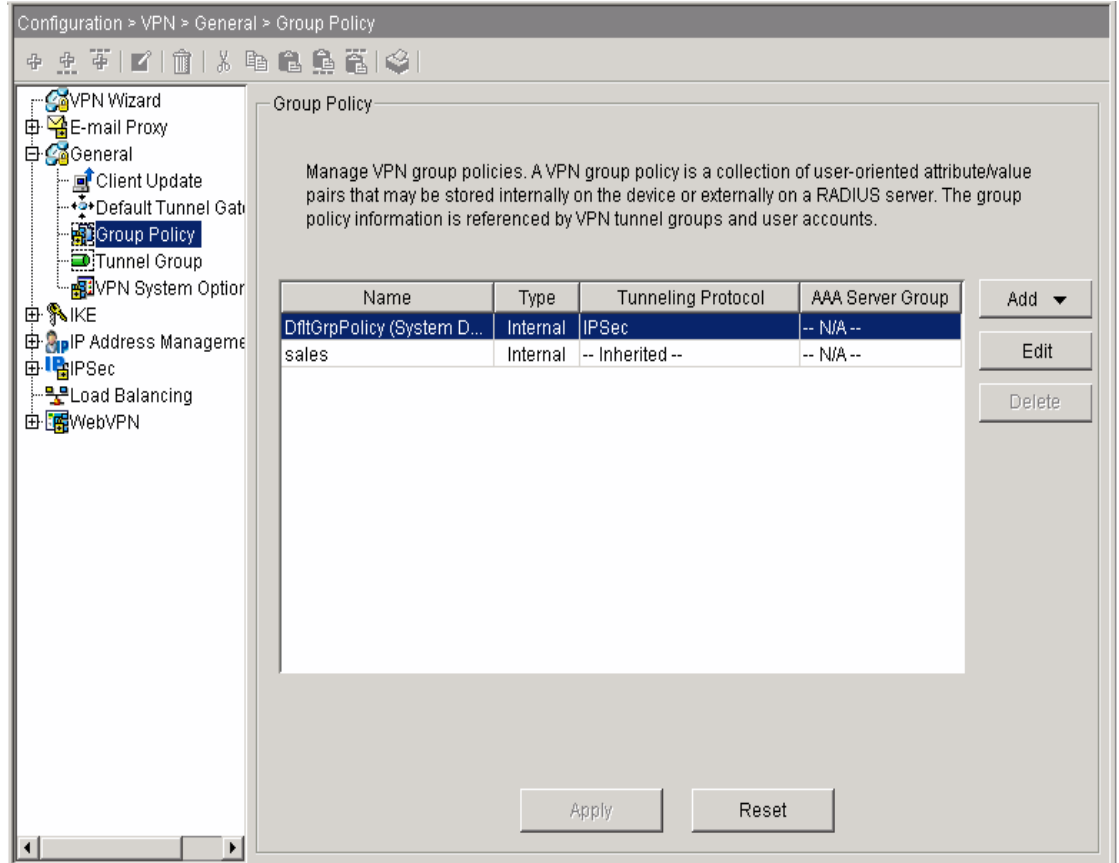 Configuration > VPN > General > Group Policy
VPN Wizard
E-mail Proxy
General
Client Update
Default Tunnel Gat
Group Policy
Tunnel Group
VPN System Option
IKE
IP Address Manageme
IPSec
Load Balancing
WebVPN
Group Policy
Manage VPN group policies. A VPN group policy is a collection of user-oriented attribute/value
pairs that may be stored internally on the device or externally on a RADIUS server. The group
policy information is referenced by VPN tunnel groups and user accounts.
Name Type Tunneling Protocol AAA Server Group
DfltGrpPolicy (System D... Internal IPSec -- N/A --
sales Internal -- Inherited -- -- N/A --
Add
Edit
Delete
Apply Reset